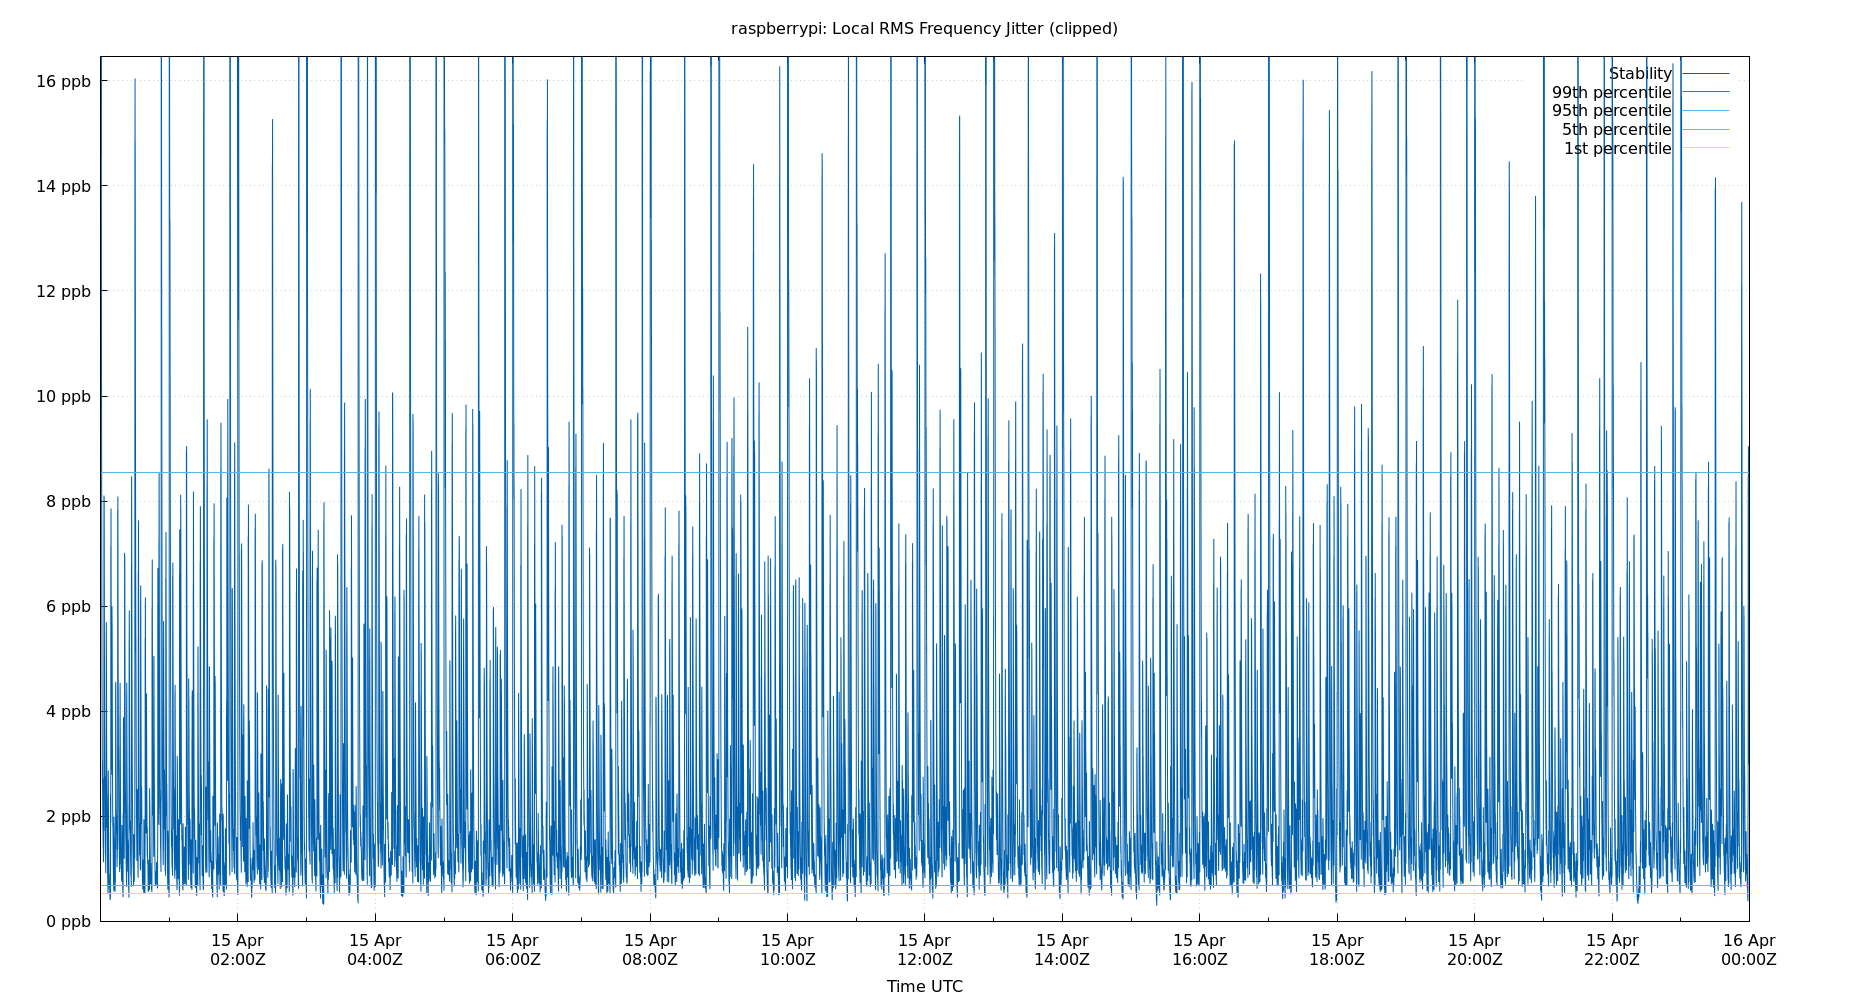 raspberrypi: Local RMS Frequency Jitter (clipped)
16 ppb
14 ppb
12 ppb
10 ppb
8 ppb
6 ppb
4 ppb
2 ppb
0 ppb
Stability
99th percentile
95th percentile
5th percentile
1st percentile
15 Apr 15 Apr 15 Apr 15 Apr 15 Apr 15 Apr 15 Apr 15 Apr 15 Apr 15 Apr 15 Apr 16 Apr
02:00Z 04:00Z 06:00Z 08:00Z 10:00Z 12:00Z 14:00Z 16:00Z 18:00Z 20:00Z 22:00Z 00:00Z
Time UTC